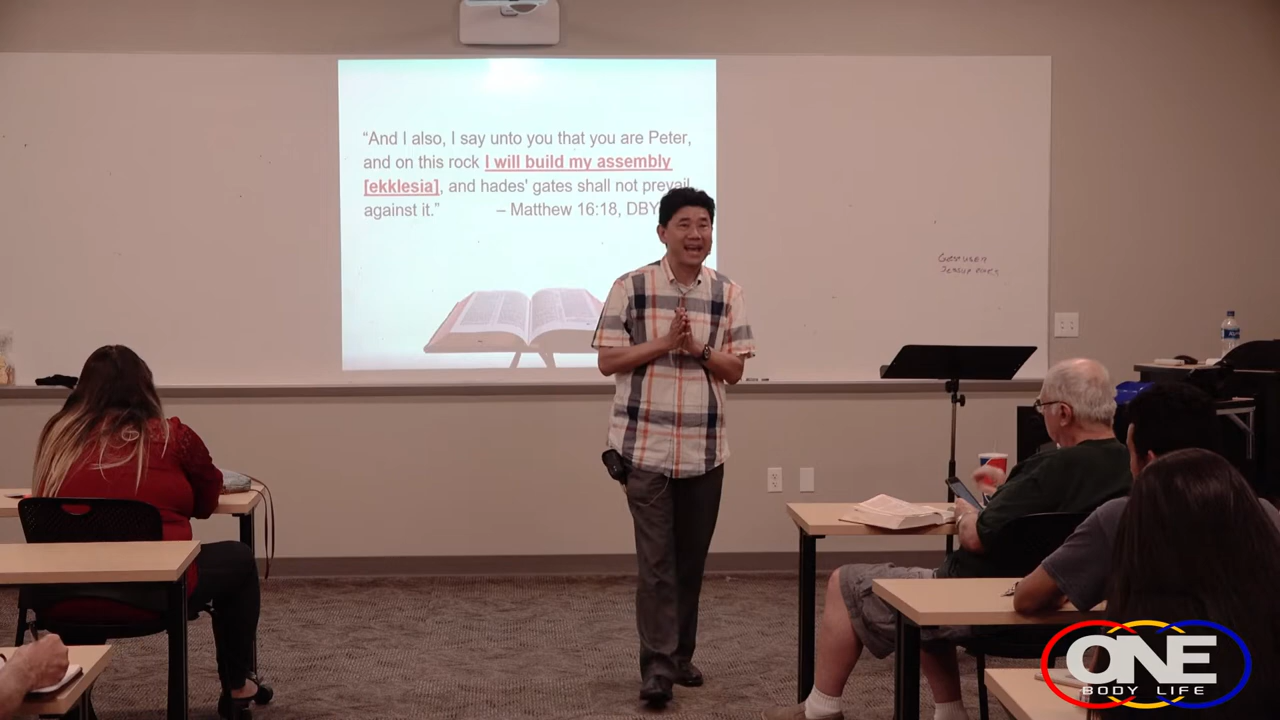 “And I also, I say unto you that you are Peter,
and on this rock I will build my assembly
[ekklesia], and hades' gates shall not prevail
against it.” – Matthew 16:18, DBY
ONE
BODY LIFE